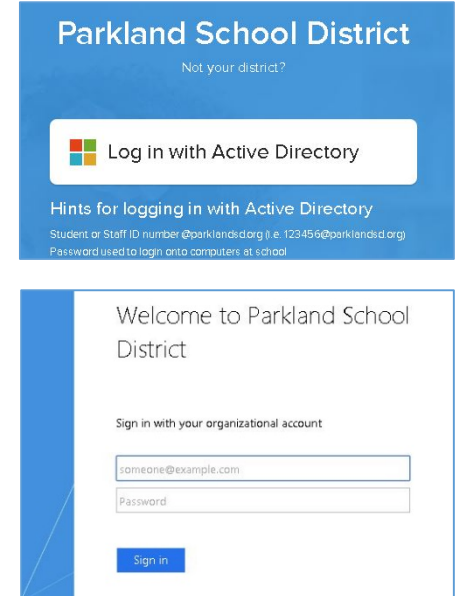 Parkland School District
Not your district?
Log in with Active Directory
Hints for logging in with Active Directory
Student or Staff ID number @parklandsd.org (i.e. 123456@parklandsd.org)
Password used to login onto computers at school
Welcome to Parkland School
District
Sign in with your organizational account
someone@example.com
Password
Sign in